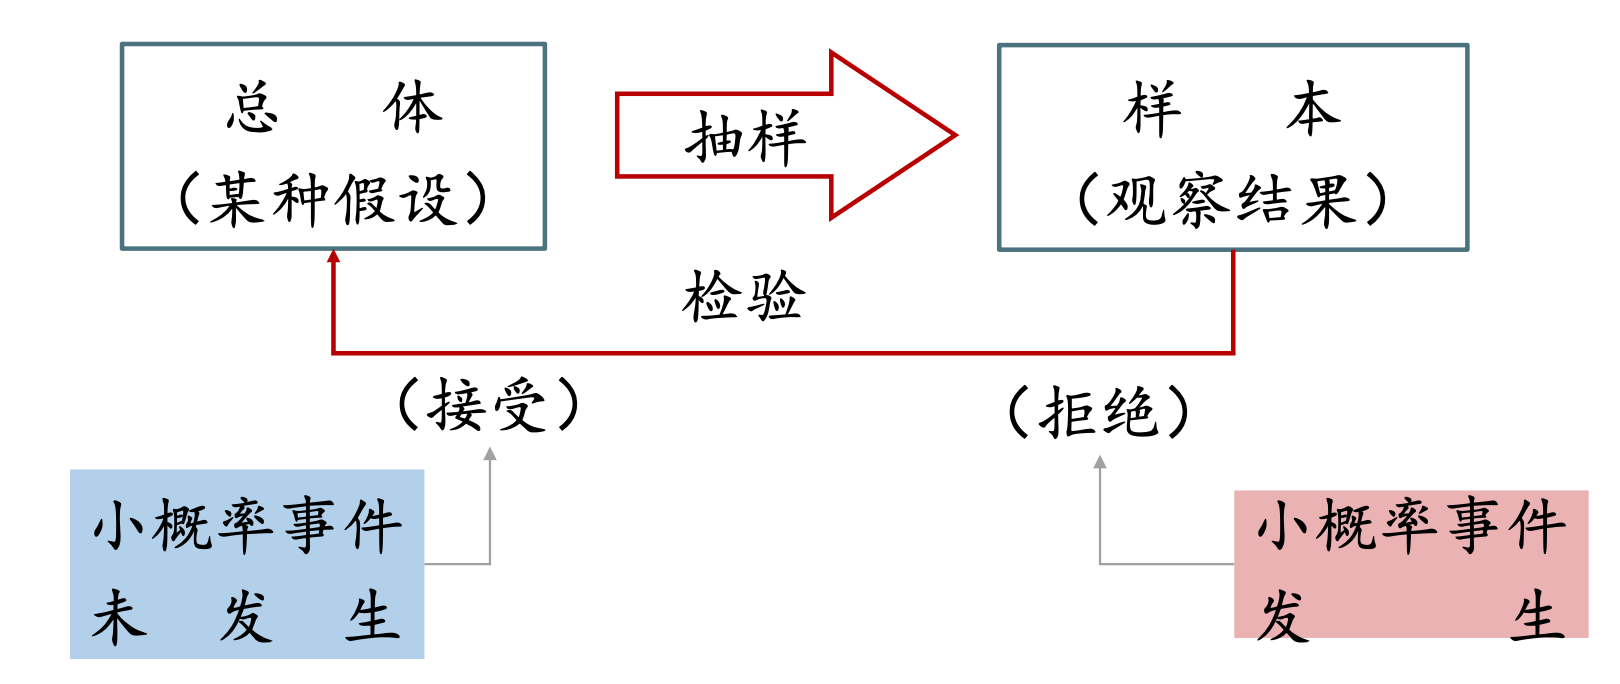 总 体
（某种假设）
抽样
样 本
（观察结果）
检验
（接受）
（拒绝）
小概率事件
未 发 生
小概率事件
发 生